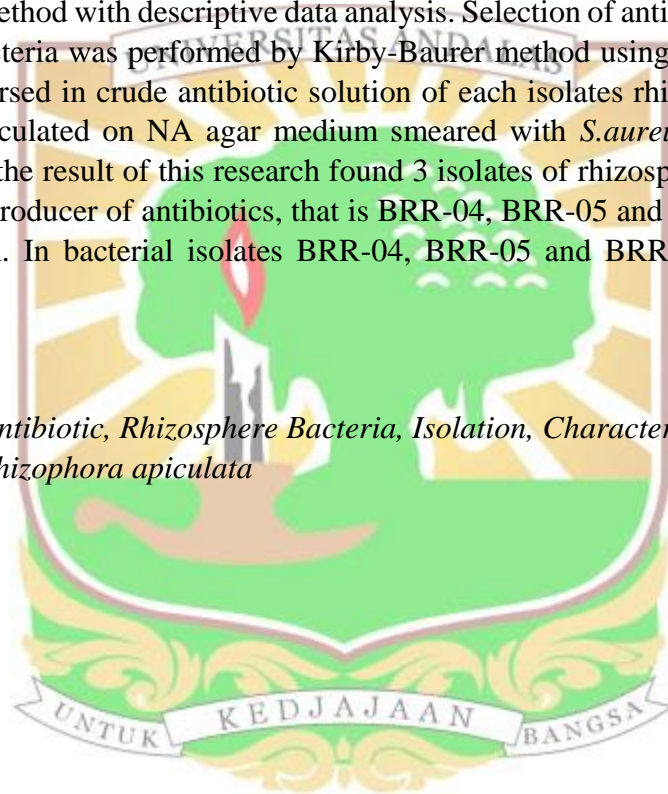 ethod with descriptive data analysis. Selection of anti
cteria was performed by Kirby-Baurer method using
UNIVERSITAS ANDALAS
rsed in crude antibiotic solution of each isolates rhi
culated on NA agar medium smeared with S.aureu
the result of this research found 3 isolates of rhizosp
roducer of antibiotics, that is BRR-04, BRR-05 and
. In bacterial isolates BRR-04, BRR-05 and BRR
ntibiotic, Rhizosphere Bacteria, Isolation, Character
hizophora apiculata
UNTUK KEDJAJAAN BANGSA